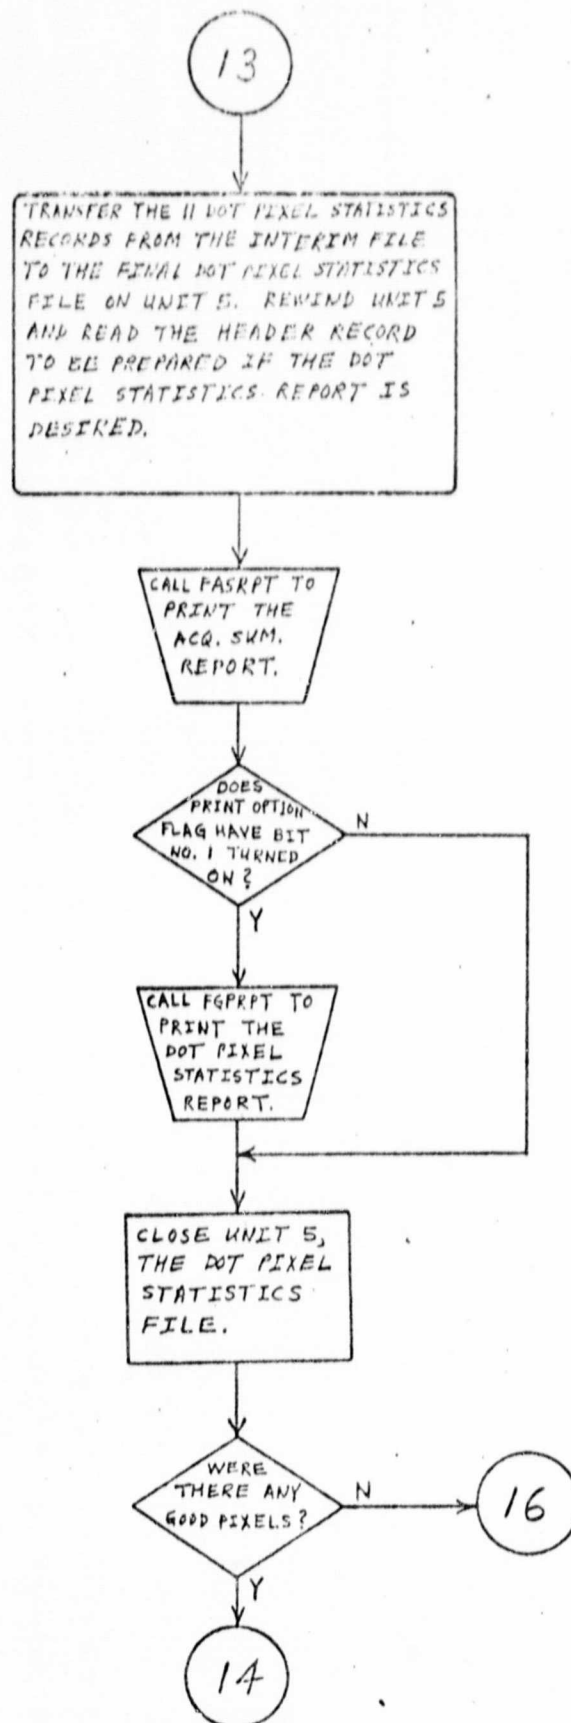 13
TRANSFER THE 11 DOT PIXEL STATISTICS
RECORDS FROM THE INTERIM FILE
TO THE FINAL DOT PIXEL STATISTICS
FILE ON UNIT 5. REWIND UNIT 5
AND READ THE HEADER RECORD
TO BE PREPARED IF THE DOT
PIXEL STATISTICS REPORT IS
DESIRED.
CALL FASRPT TO
PRINT THE
ACQ. SUM.
REPORT.
DOES
PRINT OPTION
FLAG HAVE BIT
NO. 1 TURNED
ON?
N
Y
CALL FGPRPT TO
PRINT THE
DOT PIXEL
STATISTICS
REPORT.
CLOSE UNIT 5,
THE DOT PIXEL
STATISTICS
FILE.
WERE
THERE ANY
GOOD PIXELS?
N
16
Y
14